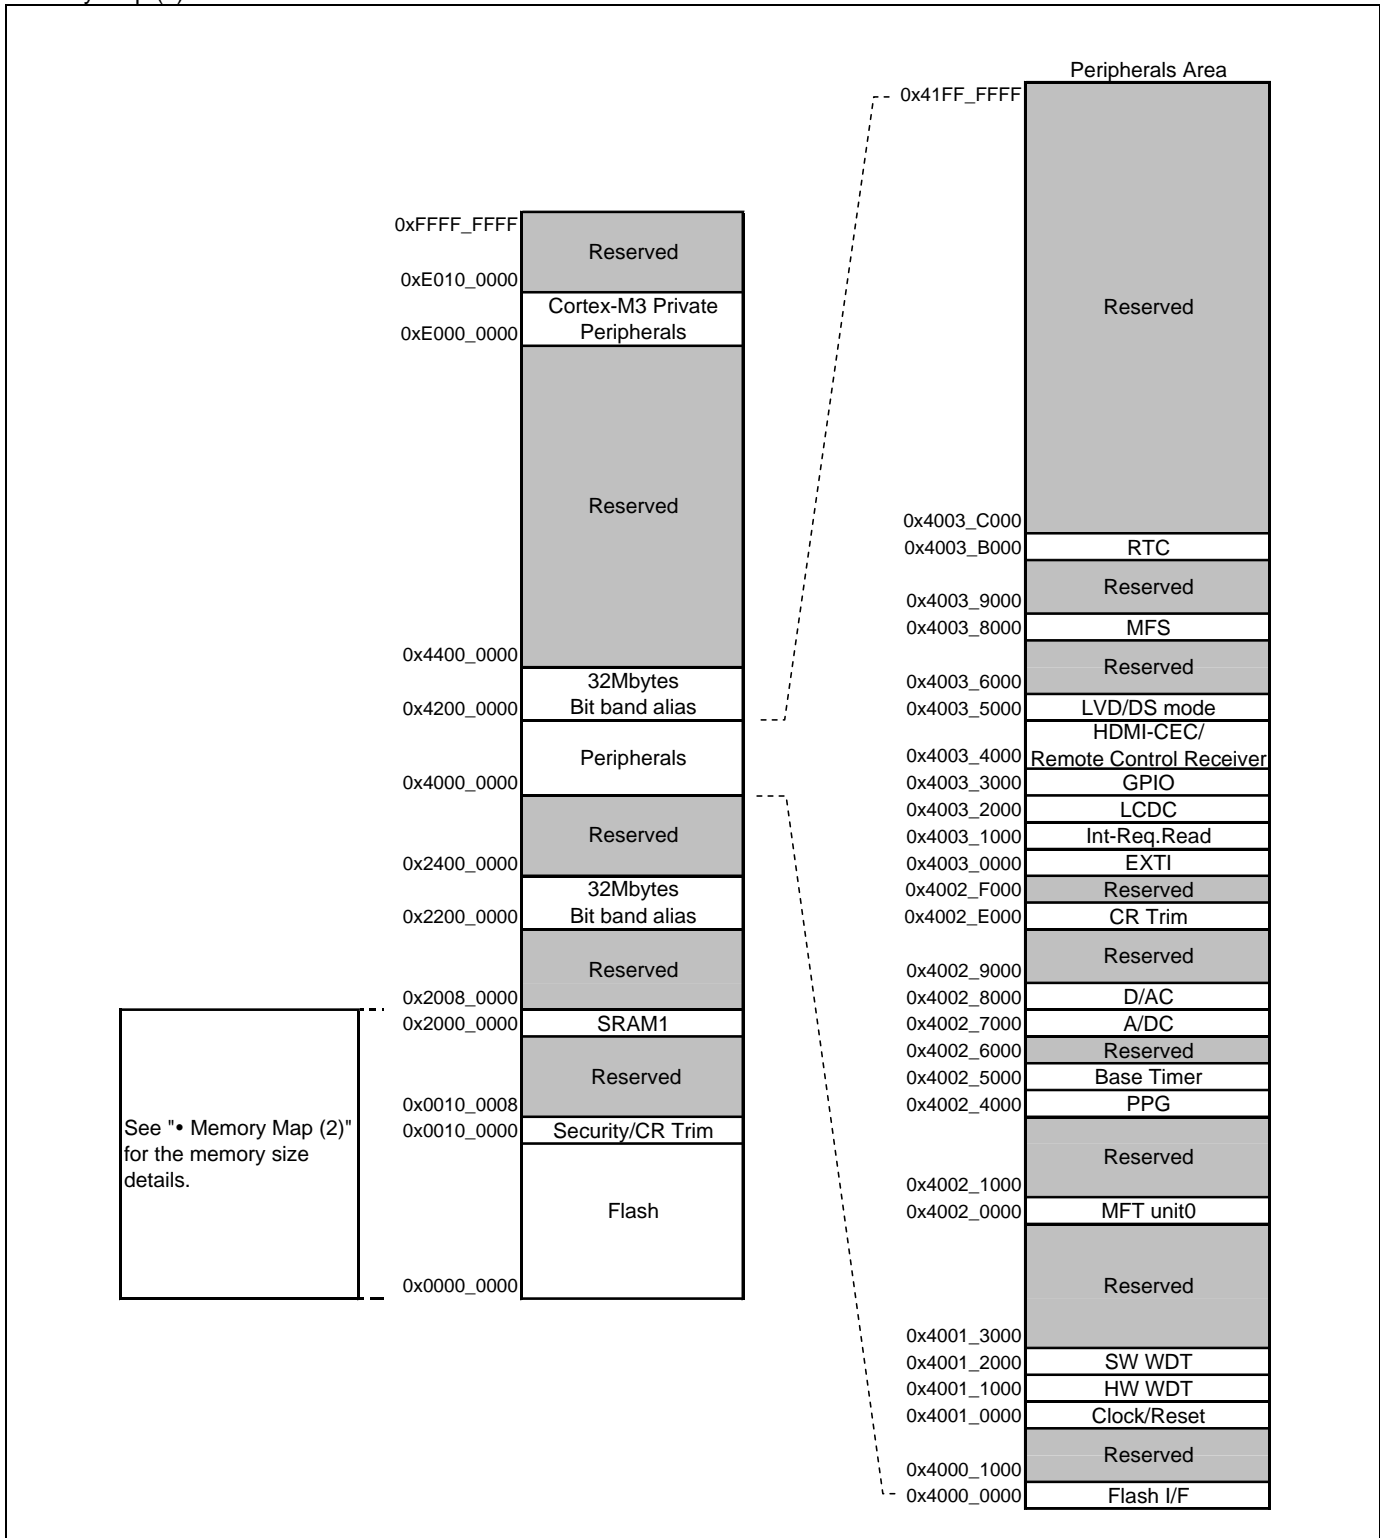 0xFFFF_FFFF
Reserved
0xE010_0000
Cortex-M3 Private
Peripherals
0xE000_0000
Reserved
0x4400_0000
32Mbytes
Bit band alias
0x4200_0000
Peripherals
0x4000_0000
Reserved
0x2400_0000
32Mbytes
Bit band alias
0x2200_0000
Reserved
0x2008_0000
0x2000_0000 SRAM1
Reserved
0x0010_0008
0x0010_0000 Security/CR Trim
Flash
0x0000_0000
See "• Memory Map (2)"
for the memory size
details.
Peripherals Area
0x41FF_FFFF
Reserved
0x4003_C000
0x4003_B000 RTC
Reserved
0x4003_9000
0x4003_8000 MFS
Reserved
0x4003_6000
0x4003_5000 LVD/DS mode
HDMI-CEC/
0x4003_4000 Remote Control Receiver
0x4003_3000 GPIO
0x4003_2000 LCDC
0x4003_1000 Int-Req.Read
0x4003_0000 EXTI
0x4002_F000 Reserved
0x4002_E000 CR Trim
Reserved
0x4002_9000
0x4002_8000 D/AC
0x4002_7000 A/DC
0x4002_6000 Reserved
0x4002_5000 Base Timer
0x4002_4000 PPG
Reserved
0x4002_1000
0x4002_0000 MFT unit0
Reserved
0x4001_3000
0x4001_2000 SW WDT
0x4001_1000 HW WDT
0x4001_0000 Clock/Reset
Reserved
0x4000_1000
0x4000_0000 Flash I/F